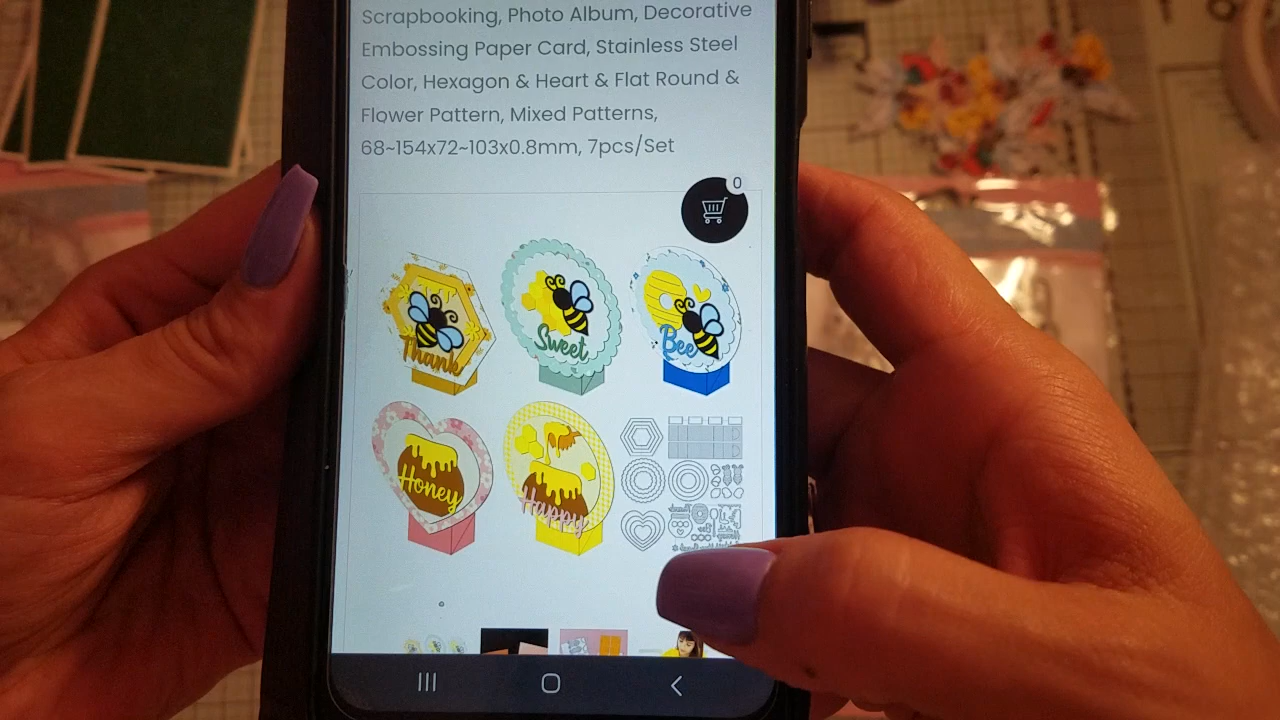 Scrapbooking, Photo Album, Decorative
Embossing Paper Card, Stainless Steel
Color, Hexagon & Heart & Flat Round &
Flower Pattern, Mixed Patterns,
68~154x72~103x0.8mm, 7pcs/Set
0
Thank
Sweet
Bee
Honey
Happy